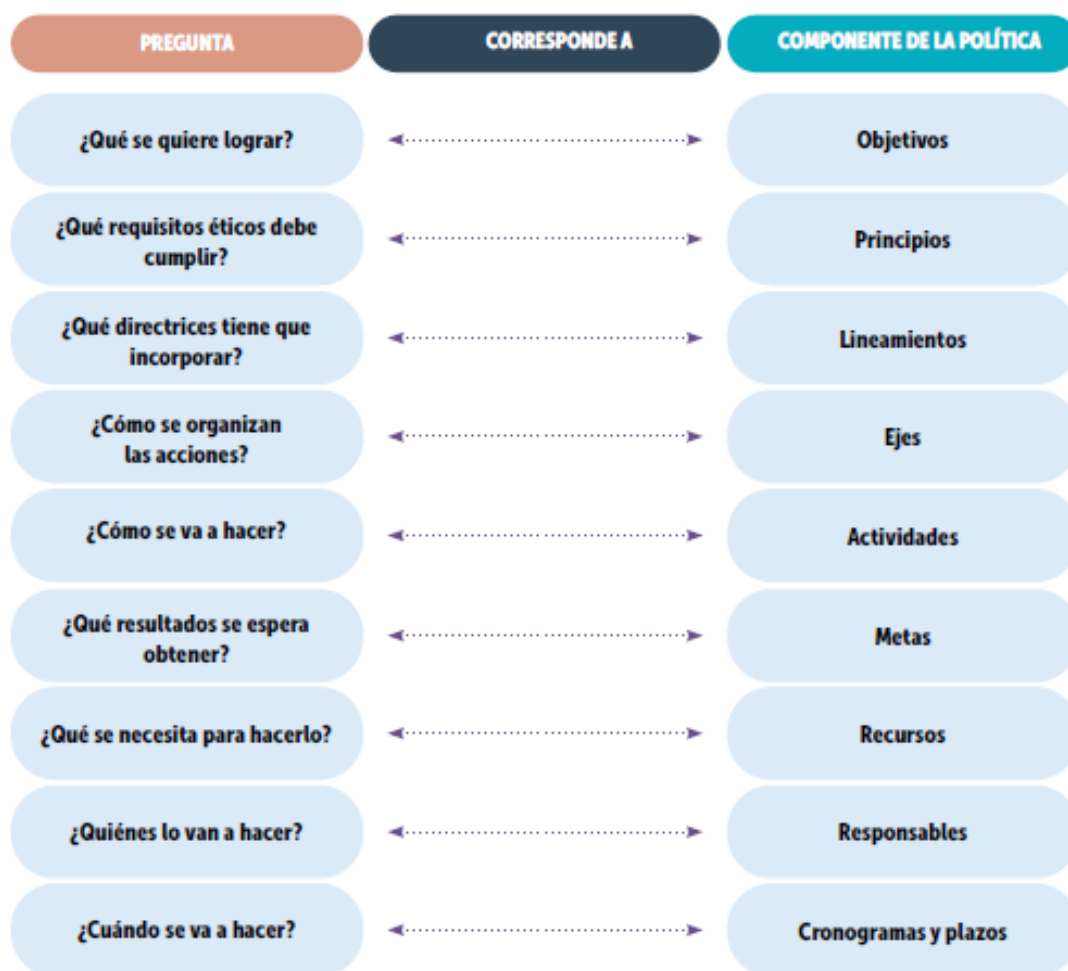 PREGUNTA
CORRESPONDE A
COMPONENTE DE LA POLÍTICA
¿Qué se quiere lograr?
Objetivos
¿Qué requisitos éticos debe
cumplir?
Principios
¿Qué directrices tiene que
incorporar?
Lineamientos
¿Cómo se organizan
las acciones?
Ejes
¿Cómo se va a hacer?
Actividades
¿Qué resultados se espera
obtener?
Metas
¿Qué se necesita para hacerlo?
Recursos
¿Quiénes lo van a hacer?
Responsables
¿Cuándo se va a hacer?
Cronogramas y plazos